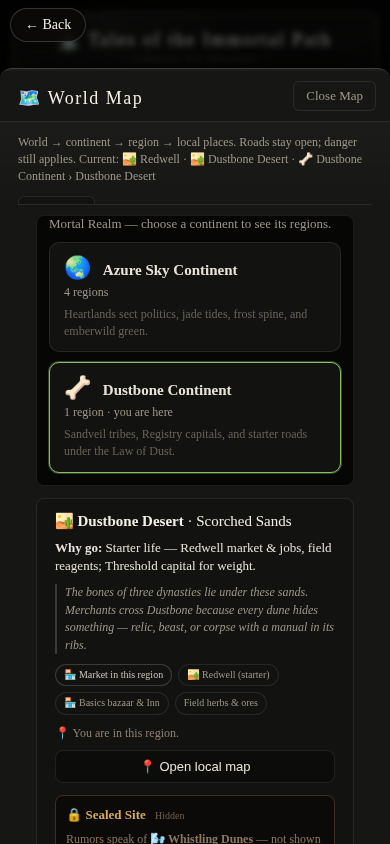 ← Back
Tales of the Immortal Path
World Map
Close Map
World → continent → region → local places. Roads stay open; danger
still applies. Current: 🏜️ Redwell · 🏜️ Dustbone Desert · 🦴 Dustbone
Continent › Dustbone Desert
Mortal Realm — choose a continent to see its regions.
Azure Sky Continent
4 regions
Heartlands sect politics, jade tides, frost spine, and
emberwild green.
Dustbone Continent
1 region · you are here
Sandveil tribes, Registry capitals, and starter roads
under the Law of Dust.
🏜️ Dustbone Desert · Scorched Sands
Why go: Starter life — Redwell market & jobs, field
reagents; Threshold capital for weight.
The bones of three dynasties lie under these sands.
Merchants cross Dustbone because every dune hides
something — relic, beast, or corpse with a manual in its
ribs.
🏪 Market in this region
🏜️ Redwell (starter)
🏪 Basics bazaar & Inn
Field herbs & ores
📍 You are in this region.
📍 Open local map
🔒 Sealed Site Hidden
Rumors speak of 🌬️ Whistling Dunes — not shown